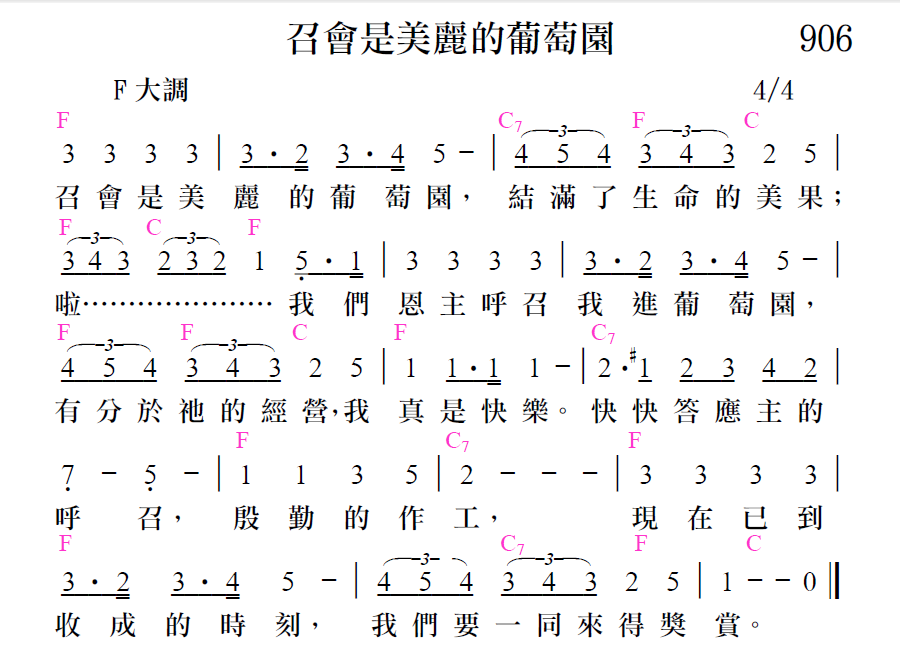 召會是美麗的葡萄園 906
F大調 4/4
F C7 F C
3 3 3 3 | 3 · 2 3 · 4 5 − | 4 5 4 3 4 3 2 5 |
召會是美麗的葡萄園，結滿了生命的美果；
F C F
3 4 3 2 3 2 1 5 · 1 | 3 3 3 3 | 3 · 2 3 · 4 5 − |
啦…………………我們恩主呼召我進葡萄園，
F F C F C7
4 5 4 3 4 3 2 5 | 1 1 · 1 1 − | 2 · #1 2 3 4 2 |
有分於祂的經營，我真是快樂。快快答應主的
F C7 F
7 − 5 − | 1 1 3 5 | 2 − − − | 3 3 3 3 |
呼召，殷勤的作工，現在已到
F C7 F C
3 · 2 3 · 4 5 − | 4 5 4 3 4 3 2 5 | 1 − − 0 ‖
收成的時刻，我們要一同來得獎賞。